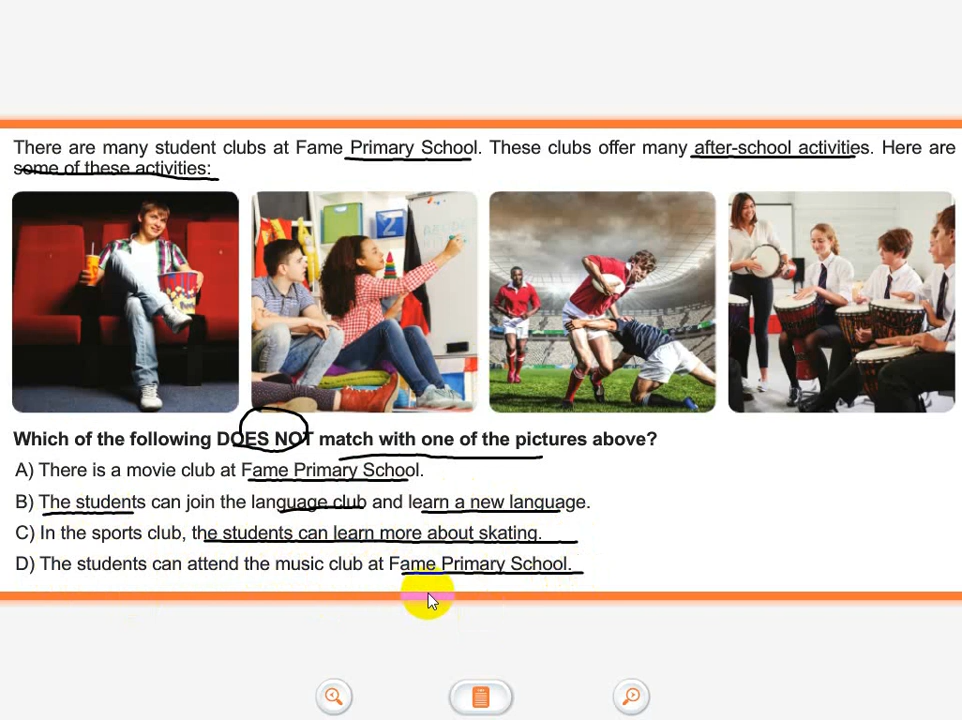 There are many student clubs at Fame Primary School. These clubs offer many after-school activities. Here are
some of these activities:
Which of the following DOES NOT match with one of the pictures above?
A) There is a movie club at Fame Primary School.
B) The students can join the language club and learn a new language.
C) In the sports club, the students can learn more about skating.
D) The students can attend the music club at Fame Primary School.